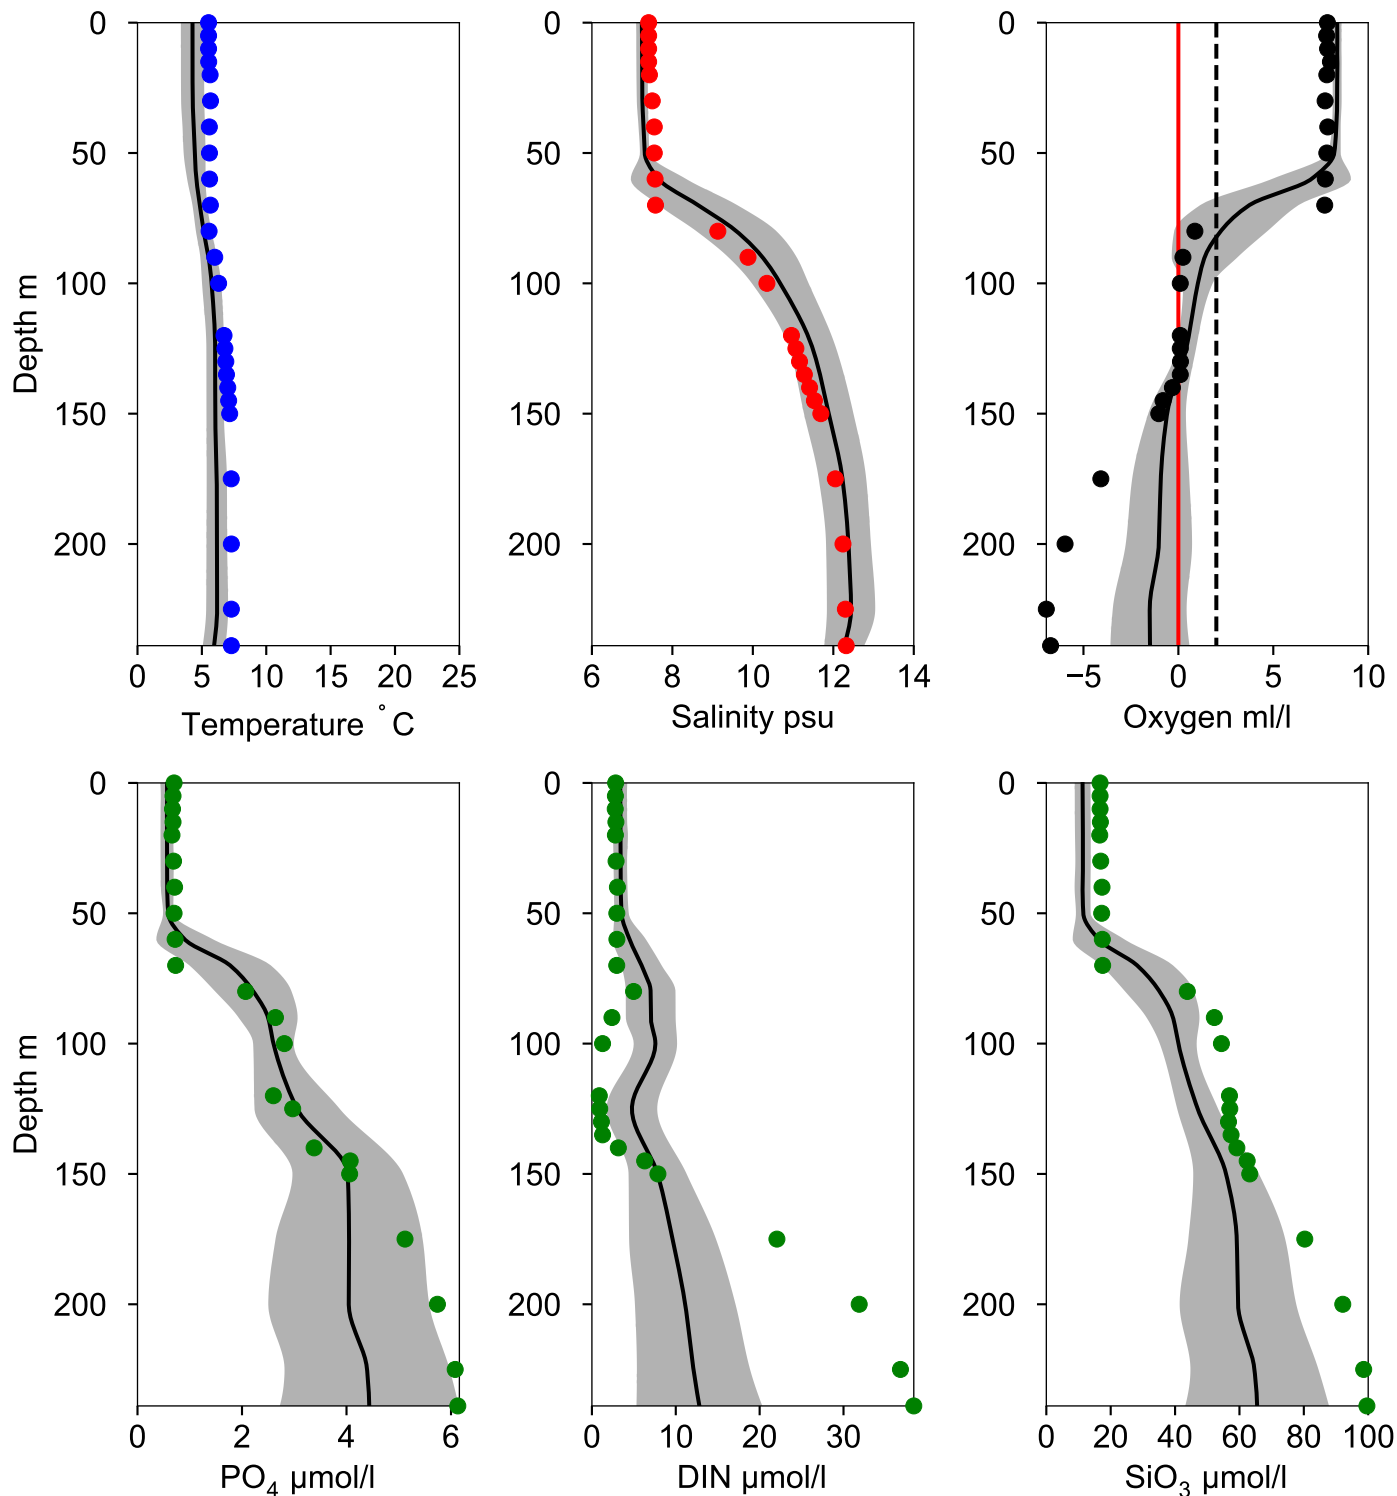 0
50
100
150
200
Depth m
0 5 10 15 20 25
Temperature °C
0
50
100
150
200
6 8 10 12 14
Salinity psu
0
50
100
150
200
−5 0 5 10
Oxygen ml/l
0
50
100
150
200
Depth m
0 2 4 6
PO₄ µmol/l
0
50
100
150
200
0 10 20 30
DIN µmol/l
0
50
100
150
200
0 20 40 60 80 100
SiO₃ µmol/l